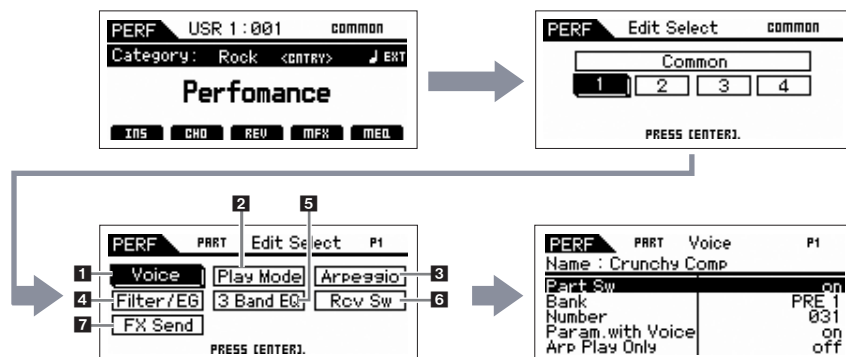 PERF USR 1:001 common
Category: Rock <CNTRY> ♩ EXT
Perfomance
INS CHO REV MFX MEQ
PERF Edit Select common
Common
1 2 3 4
PRESS [ENTER].
2 5
PERF PART Edit Select P1
1 Voice Play Mode Arpeggio 3
4 Filter/EG 3 Band EQ Rcv Sw 6
7 FX Send
PRESS [ENTER].
PERF PART Voice P1
Name : Crunchy Comp
Part Sw on
Bank PRE 1
Number 031
Param.with Voice on
Arp Play Only off